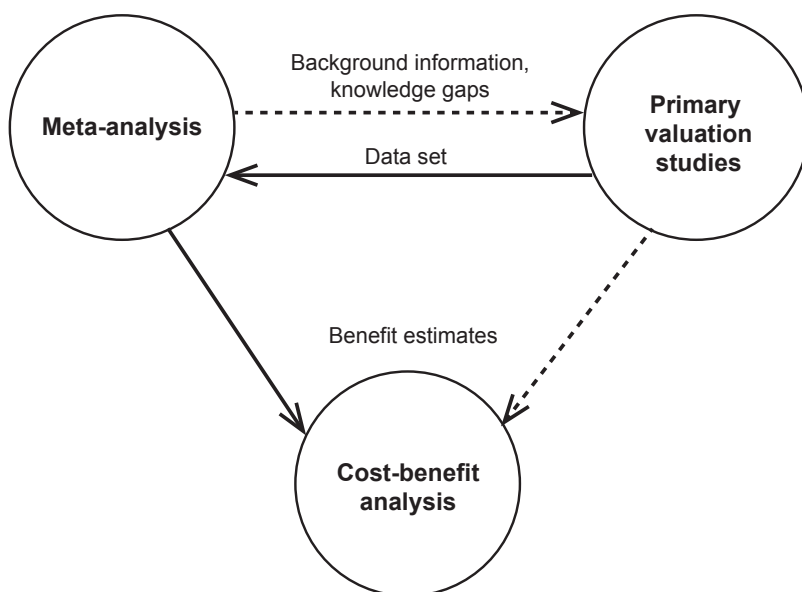 Background information,
knowledge gaps
Meta-analysis
Primary
valuation
studies
Data set
Benefit estimates
Cost-benefit
analysis